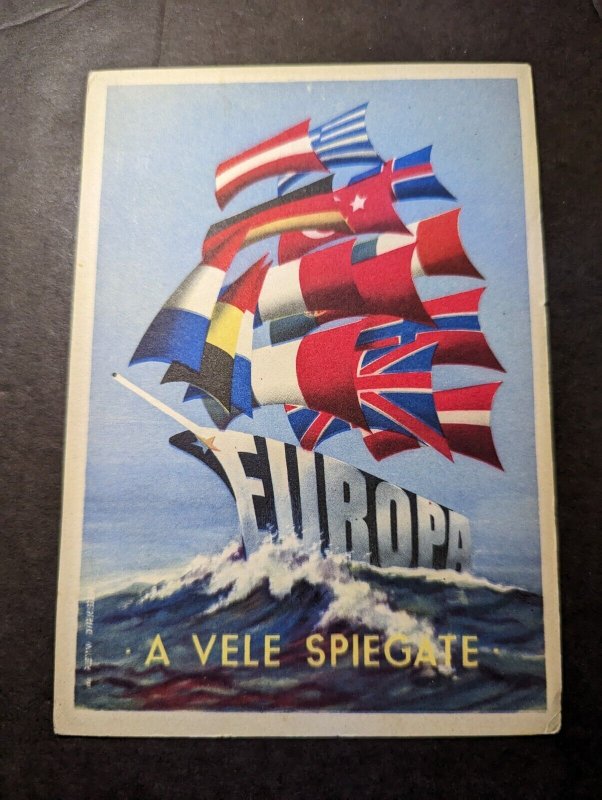 EUROPA
· A VELE SPIEGATE ·